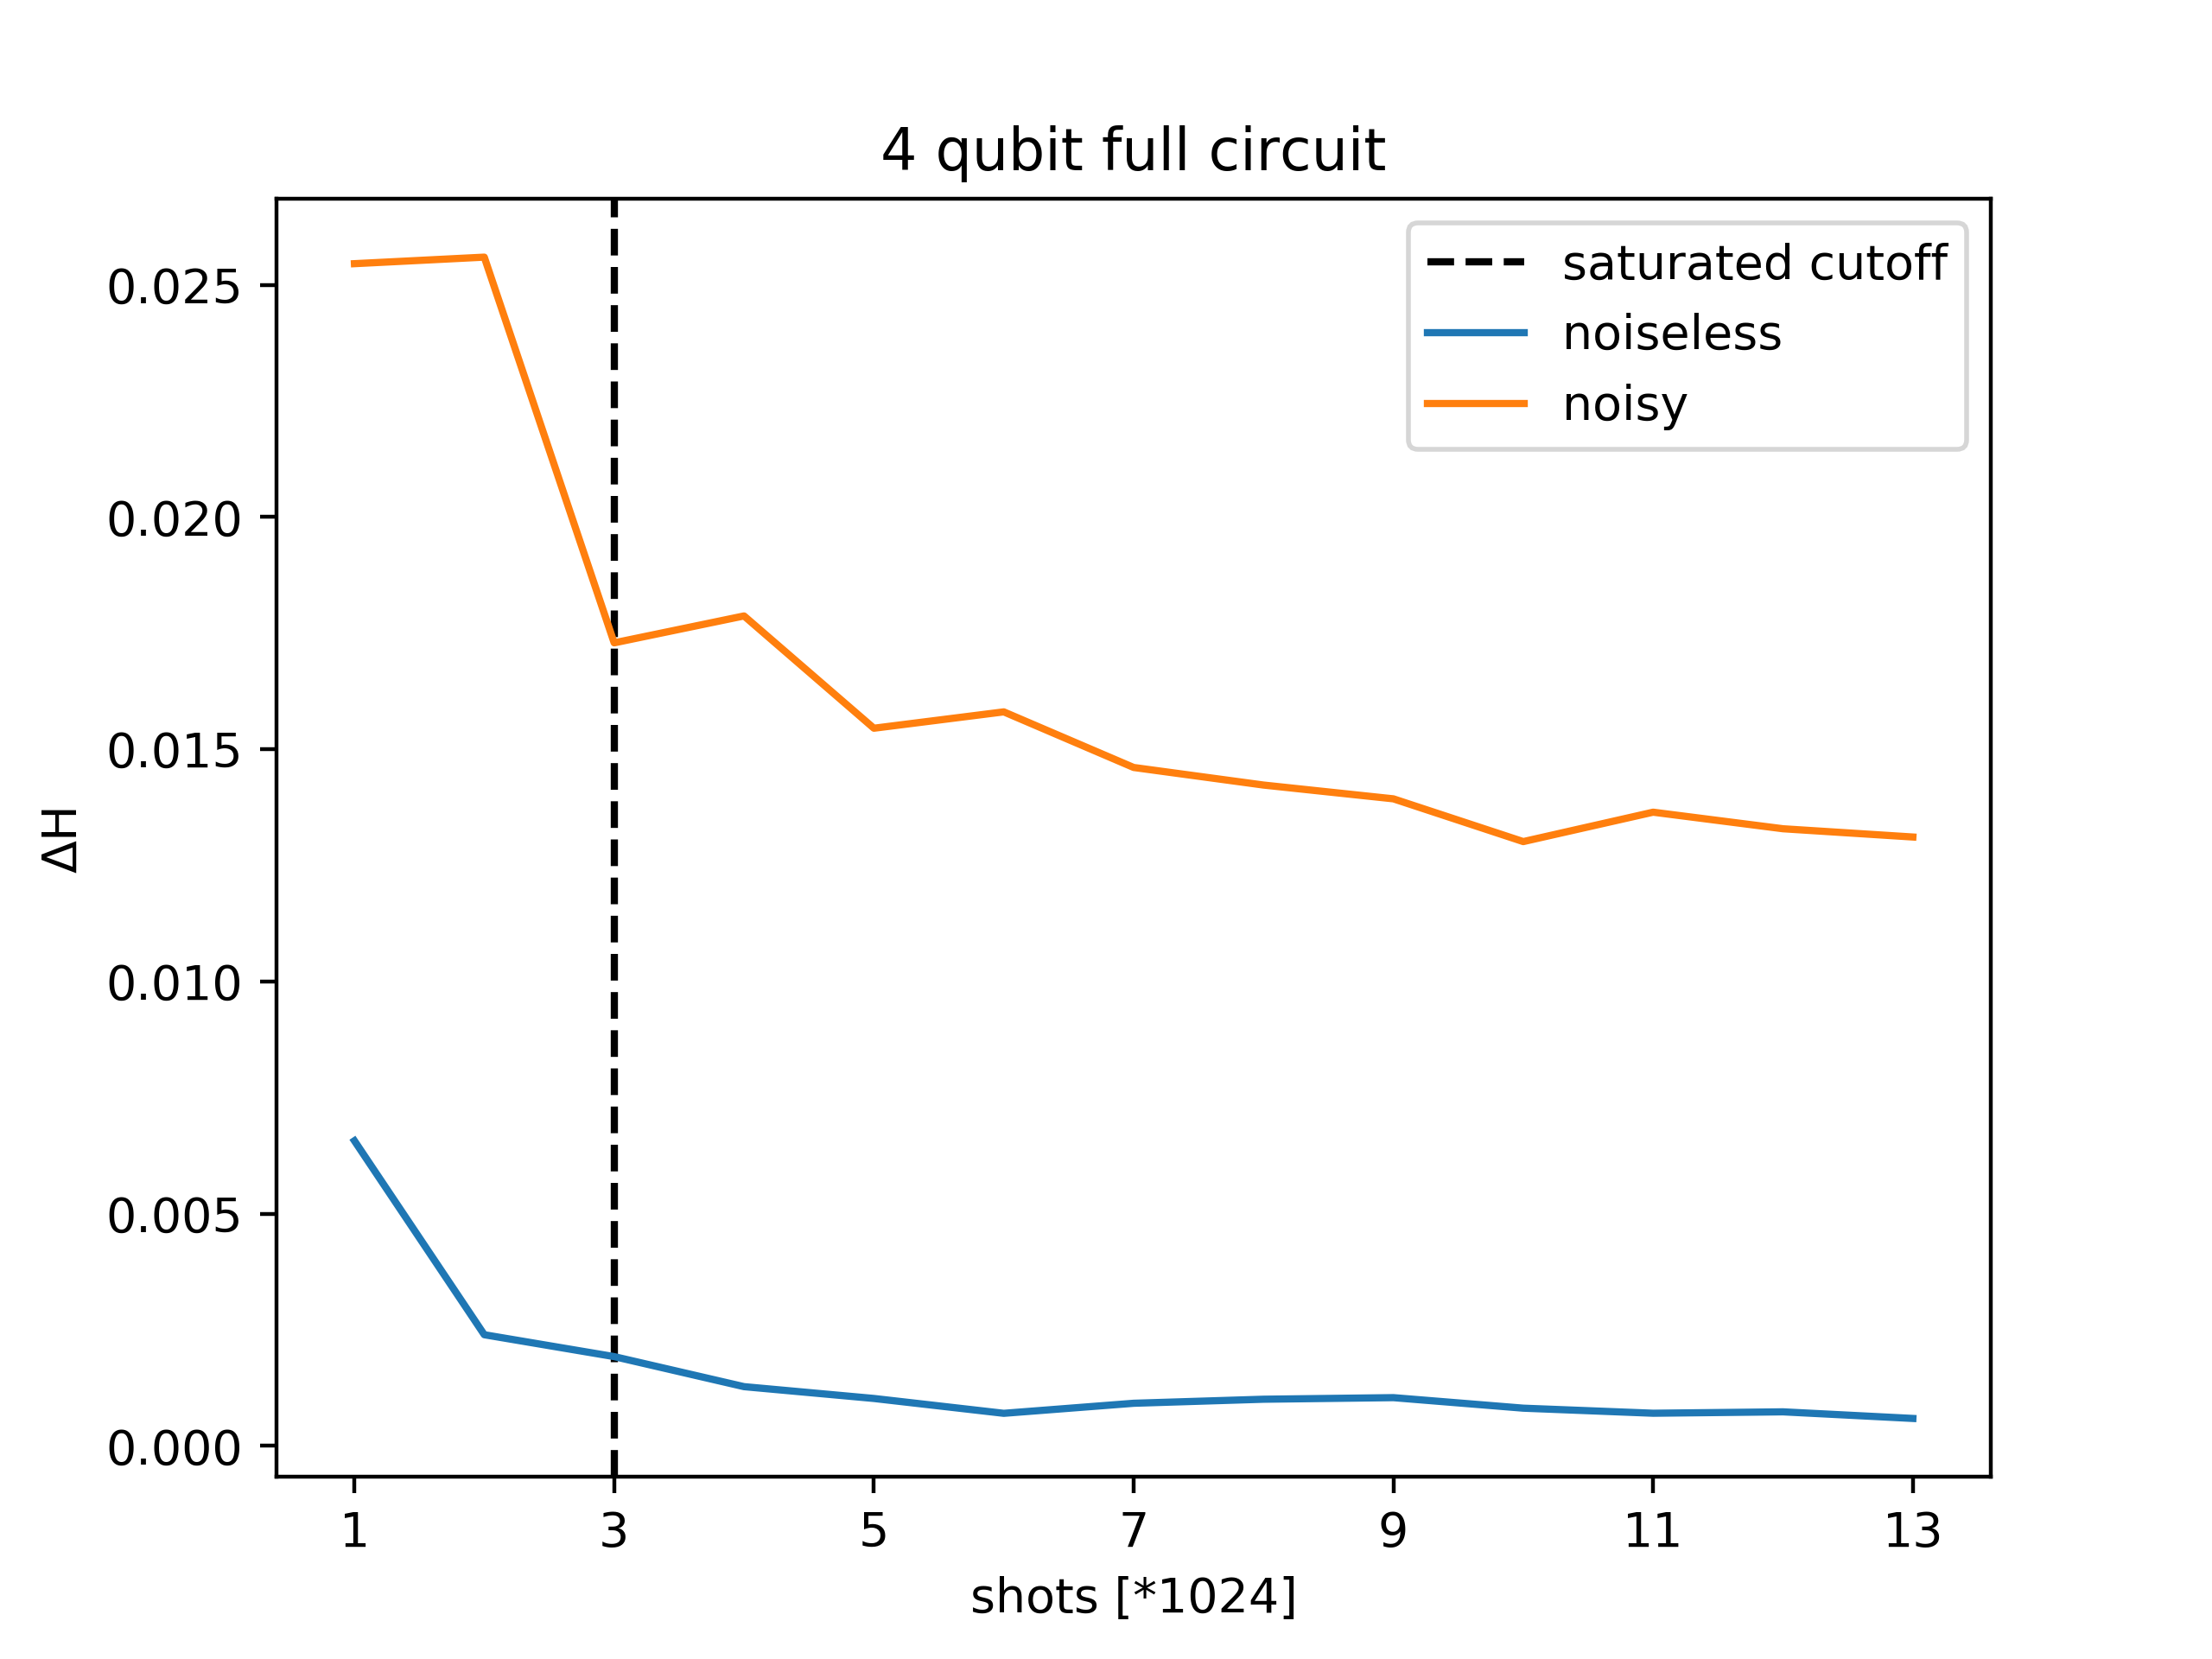 4 qubit full circuit
saturated cutoff
noiseless
noisy
0.025
0.020
0.015
0.010
0.005
0.000
ΔH
1 3 5 7 9 11 13
shots [*1024]